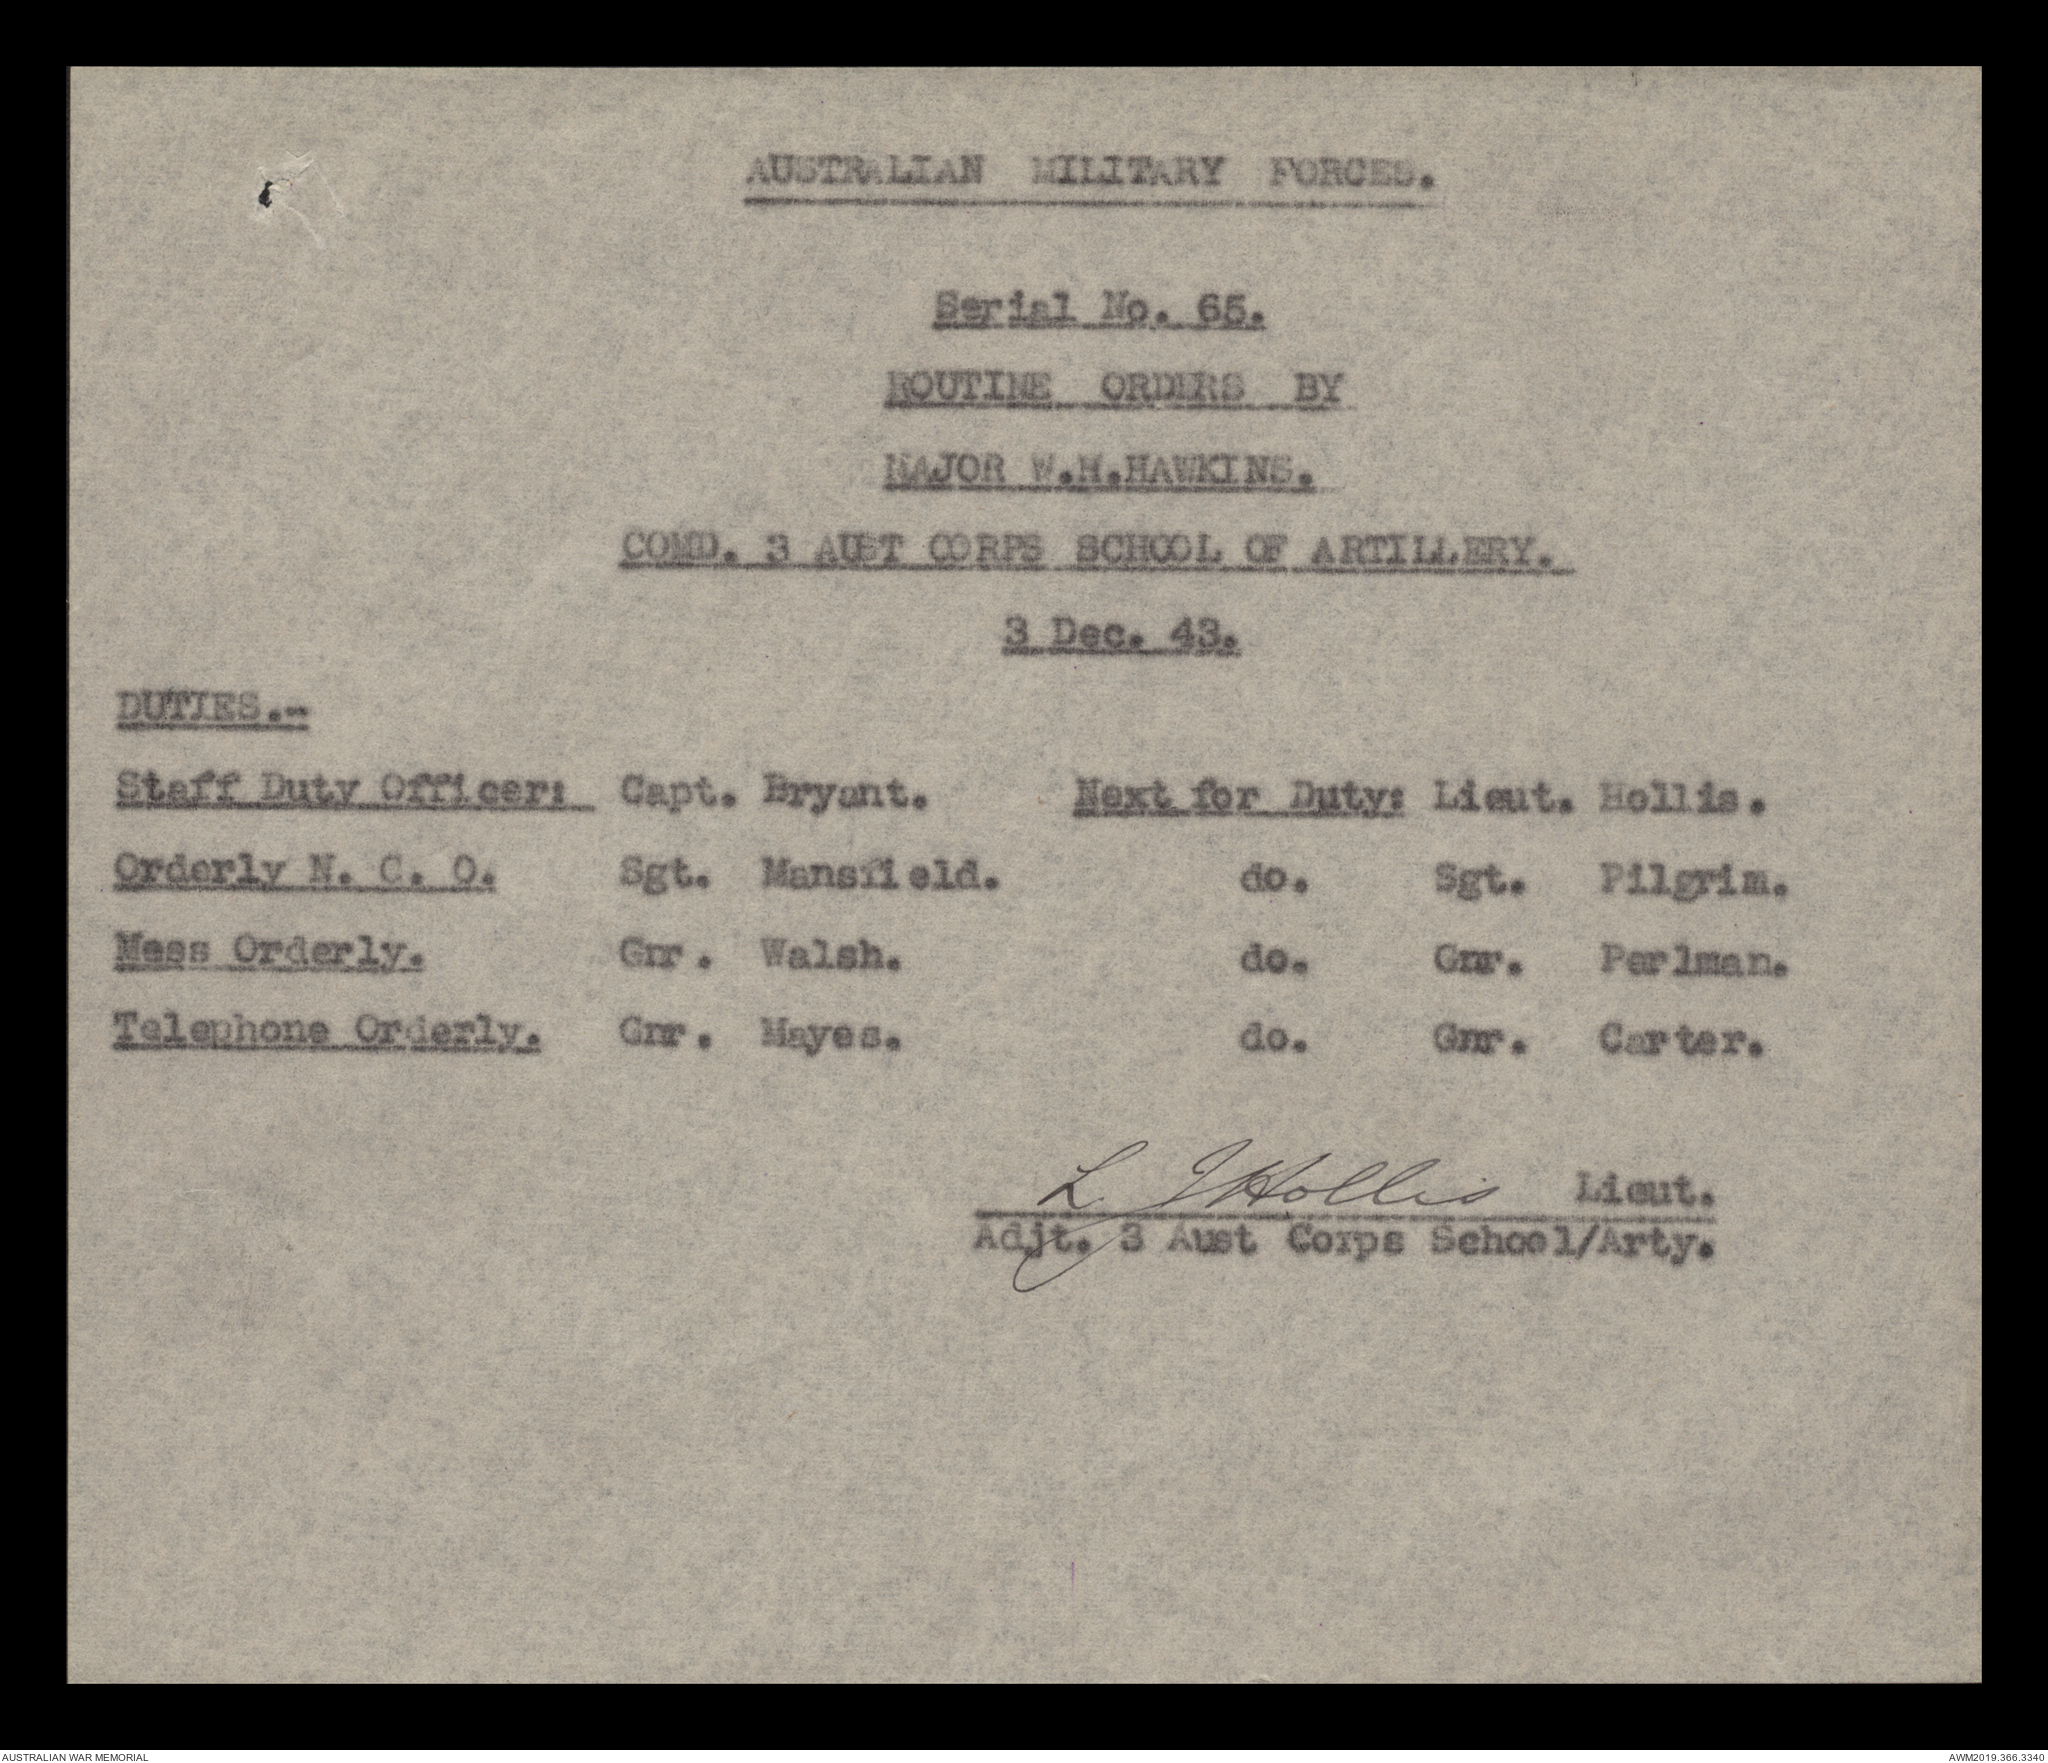 AUSTRALIAN MILITARY FORCES.
Serial No. 65.
ROUTINE ORDERS BY
MAJOR W.H.HAWKINS.
COMD. 3 AUST CORPS SCHOOL OF ARTILLERY.
3 Dec. 43.
DUTIES.-
Staff Duty Officer: Capt. Bryant. Next for Duty: Lieut. Hollis.
Orderly N. C. O. Sgt. Mansfield. do. Sgt. Pilgrim.
Mess Orderly. Gnr. Walsh. do. Gnr. Perlman.
Telephone Orderly. Gnr. Mayes. do. Gnr. Carter.
L. J Hollis Lieut.
Adjt. 3 Aust Corps School/Arty.
AUSTRALIAN WAR MEMORIAL AWM2019.366.3340